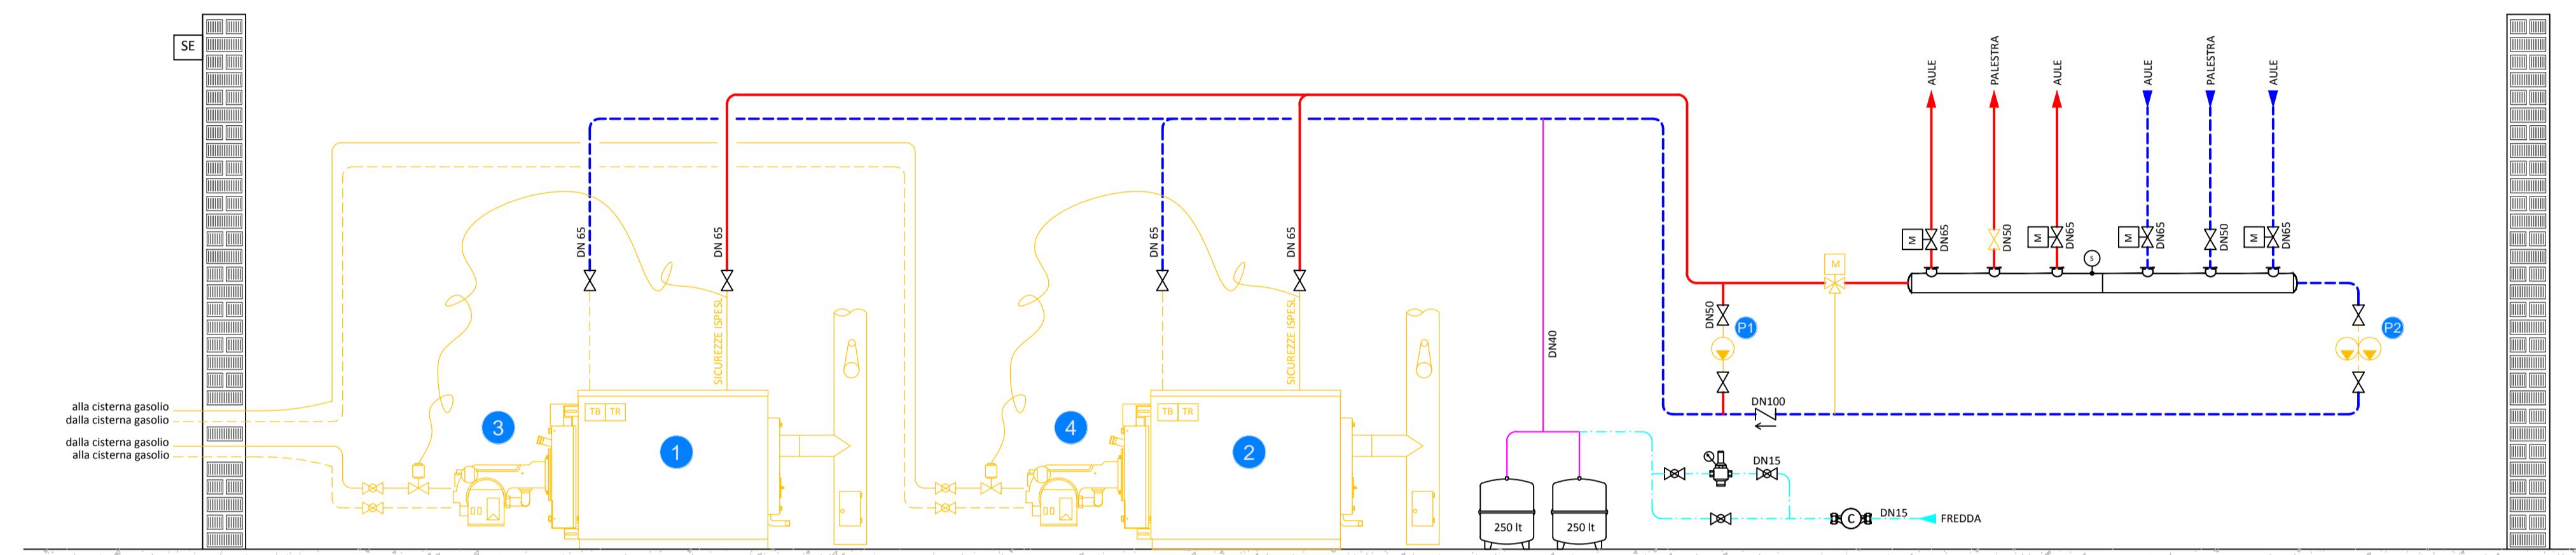 SE
AULE
PALESTRA
AULE
AULE
PALESTRA
AULE
DN 65
DN 65
DN 65
DN 65
M
DN65
DN50
M
DN65
M
DN65
DN50
M
DN65
S
M
SICUREZZE ISPESL
SICUREZZE ISPESL
DN50
P1
P2
DN40
alla cisterna gasolio
dalla cisterna gasolio
dalla cisterna gasolio
alla cisterna gasolio
3
TB TR
1
4
TB TR
2
DN100
DN15
250 lt
250 lt
C
DN15
FREDDA